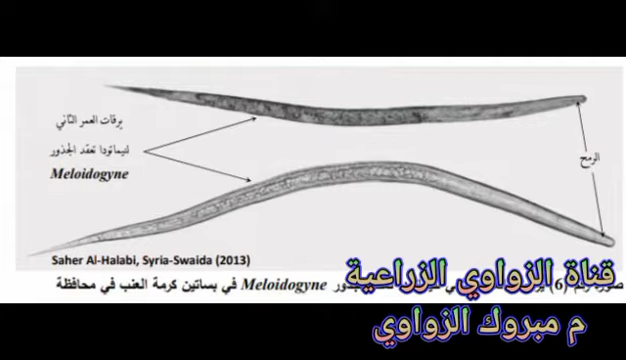 يرقات العمر الثاني
لنيماتودا تعقد الجذور
Meloidogyne
الرمح
Saher Al-Halabi, Syria-Swaida (2013)
قناة الزواوي الزراعية
(6) Meloidogyne في بساتين كرمة العنب في محافظة
م مبروك الزواوي